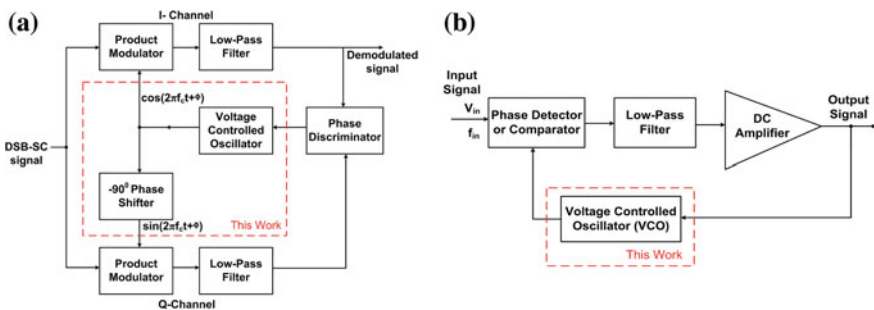 (a)
I- Channel
Product
Modulator
Low-Pass
Filter
Demodulated
signal
cos(2πfct+Φ)
Voltage
Controlled
Oscillator
Phase
Discriminator
DSB-SC
signal
-90⁰ Phase
Shifter
This Work
sin(2πfct+Φ)
Product
Modulator
Low-Pass
Filter
Q-Channel
(b)
Input
Signal
Vin
fin
Phase Detector
or Comparator
Low-Pass
Filter
DC
Amplifier
Output
Signal
Voltage Controlled
Oscillator (VCO)
This Work